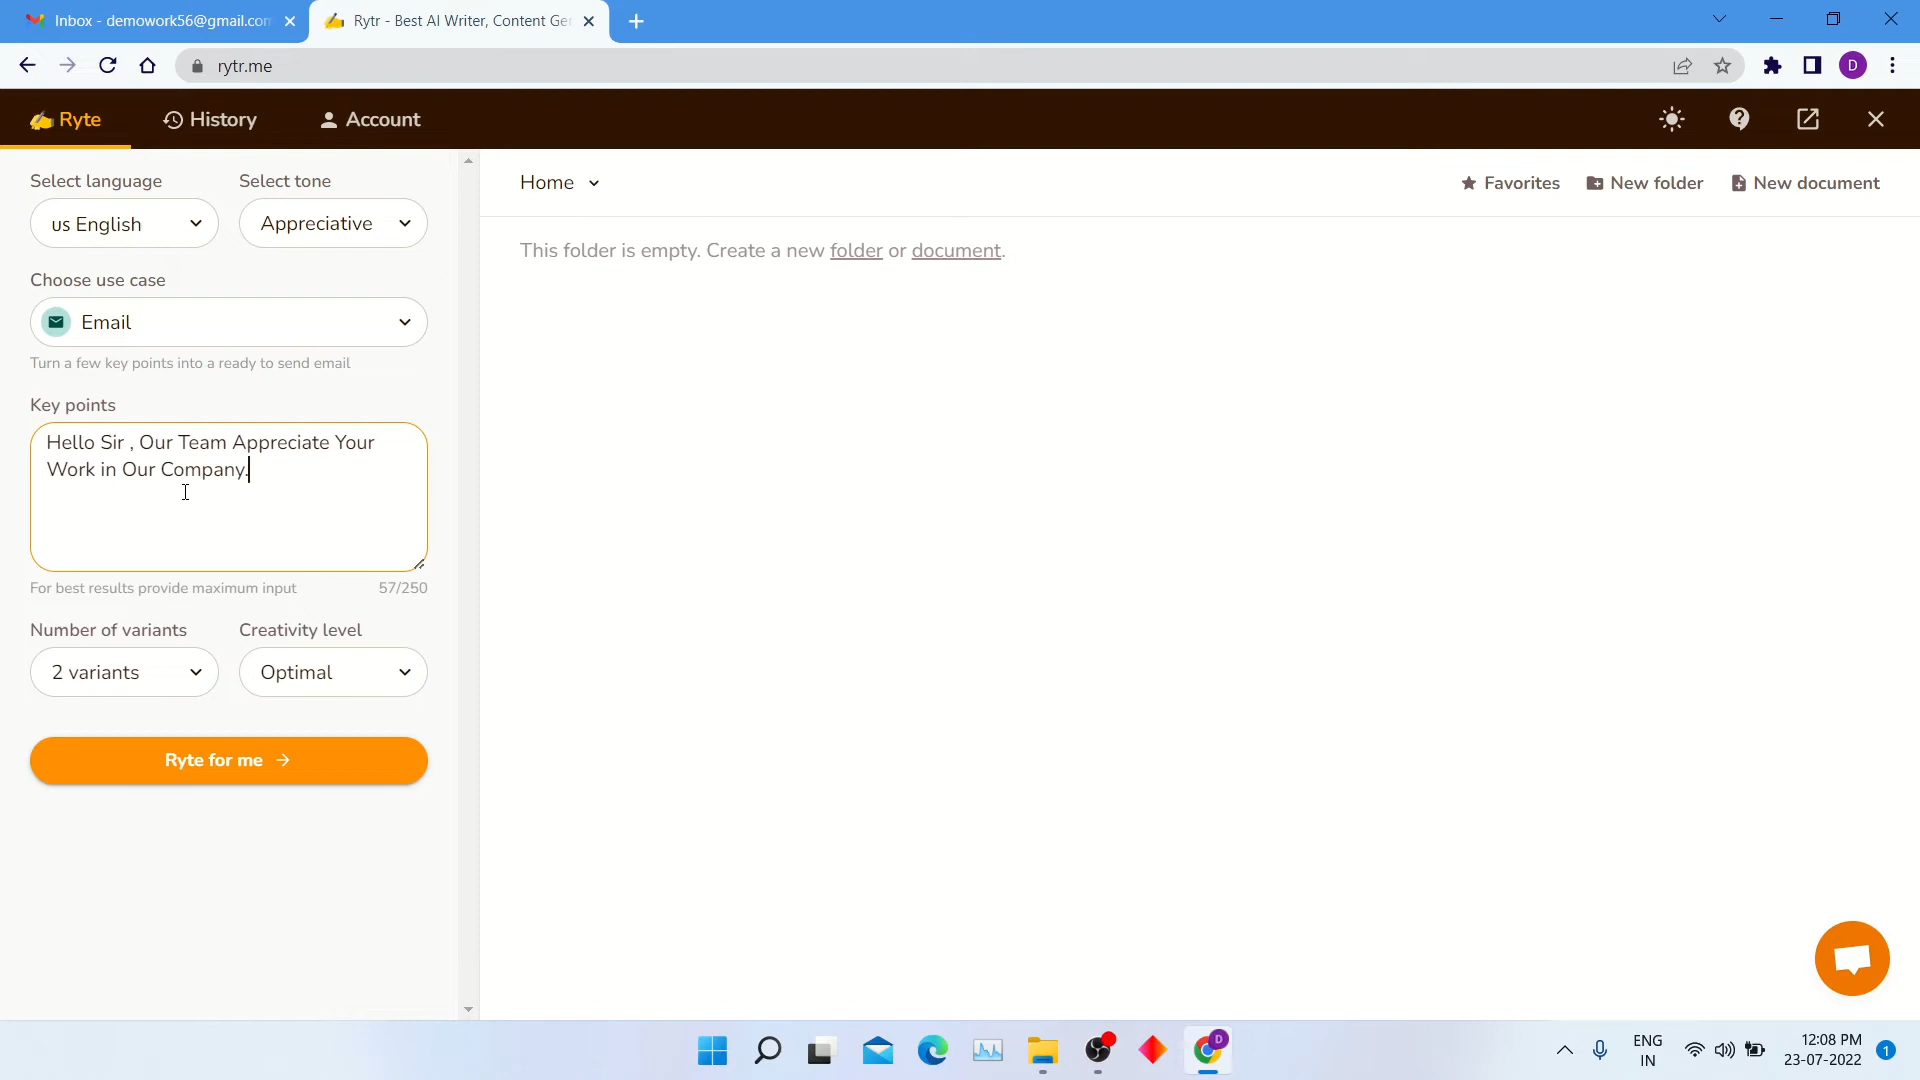 Inbox - demowork56@gmail.com
Rytr - Best AI Writer, Content Ge
rytr.me
D
Ryte
History
Account
Select language
Select tone
us English
Appreciative
Choose use case
Email
Turn a few key points into a ready to send email
Key points
Hello Sir , Our Team Appreciate Your
Work in Our Company.
For best results provide maximum input
57/250
Number of variants
Creativity level
2 variants
Optimal
Ryte for me
Home
Favorites
New folder
New document
This folder is empty. Create a new folder or document.
D
ENG
IN
12:08 PM
23-07-2022
1